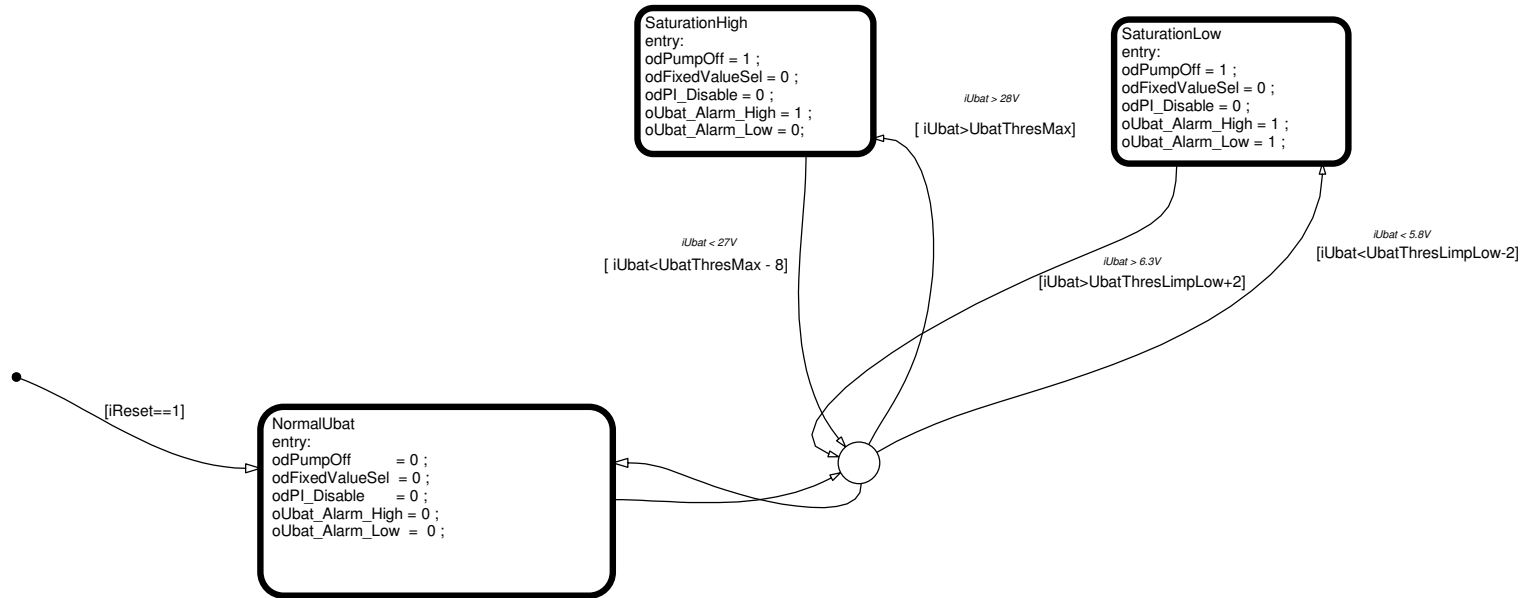 SaturationHigh
entry:
odPumpOff = 1 ;
odFixedValueSel = 0 ;
odPI_Disable = 0 ;
oUbat_Alarm_High = 1 ;
oUbat_Alarm_Low = 0;
iUbat > 28V
[ iUbat>UbatThresMax]
SaturationLow
entry:
odPumpOff = 1 ;
odFixedValueSel = 0 ;
odPI_Disable = 0 ;
oUbat_Alarm_High = 1 ;
oUbat_Alarm_Low = 1 ;
iUbat < 27V
[ iUbat<UbatThresMax - 8]
iUbat > 6.3V
[iUbat>UbatThresLimpLow+2]
iUbat < 5.8V
[iUbat<UbatThresLimpLow-2]
[iReset==1]
NormalUbat
entry:
odPumpOff = 0 ;
odFixedValueSel = 0 ;
odPI_Disable = 0 ;
oUbat_Alarm_High = 0 ;
oUbat_Alarm_Low = 0 ;